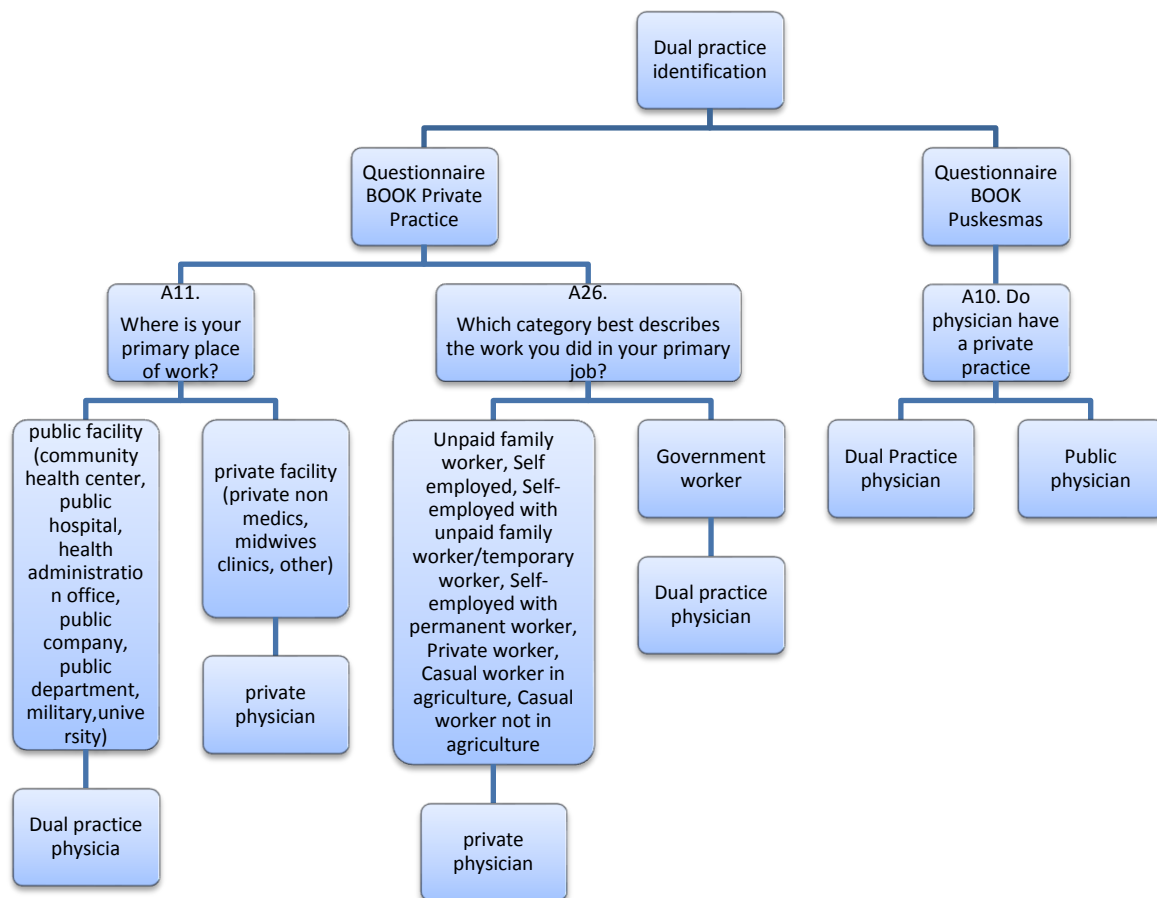 Dual practice
identification
Questionnaire
BOOK Private
Practice
Questionnaire
BOOK
Puskesmas
A11.
Where is your
primary place
of work?
A26.
Which category best describes
the work you did in your primary
job?
A10. Do
physician have
a private
practice
public facility
(community
health center,
public
hospital,
health
administratio
n office,
public
company,
public
department,
military,unive
rsity)
private facility
(private non
medics,
midwives
clinics, other)
Unpaid family
worker, Self
employed, Self-
employed with
unpaid family
worker/temporary
worker, Self-
employed with
permanent worker,
Private worker,
Casual worker in
agriculture, Casual
worker not in
agriculture
Government
worker
Dual Practice
physician
Public
physician
Dual practice
physician
private
physician
Dual practice
physicia
private
physician